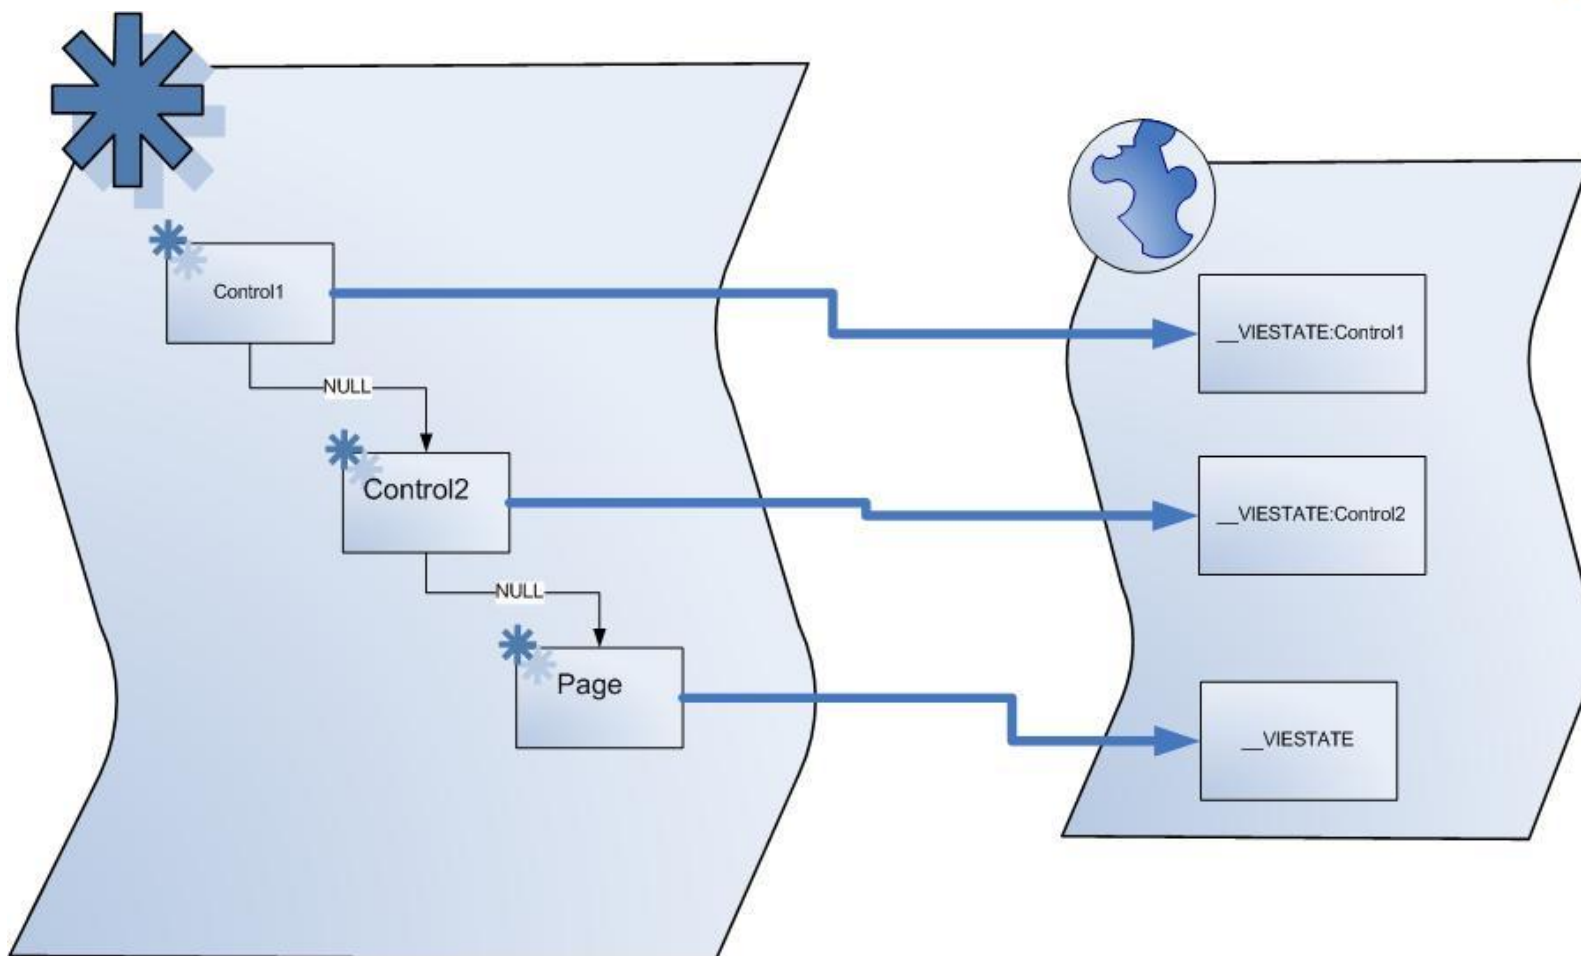 Control1
__VIESTATE:Control1
NULL
Control2
__VIESTATE:Control2
NULL
Page
__VIESTATE